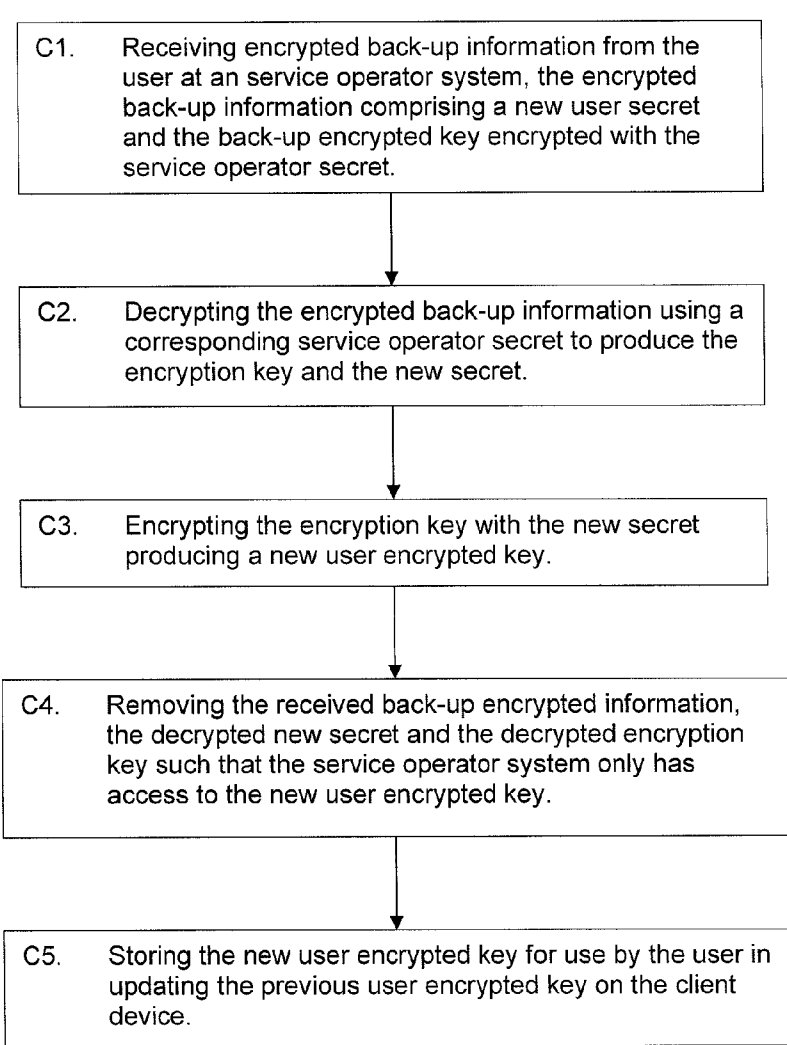 C1. Receiving encrypted back-up information from the
user at an service operator system, the encrypted
back-up information comprising a new user secret
and the back-up encrypted key encrypted with the
service operator secret.
C2. Decrypting the encrypted back-up information using a
corresponding service operator secret to produce the
encryption key and the new secret.
C3. Encrypting the encryption key with the new secret
producing a new user encrypted key.
C4. Removing the received back-up encrypted information,
the decrypted new secret and the decrypted encryption
key such that the service operator system only has
access to the new user encrypted key.
C5. Storing the new user encrypted key for use by the user in
updating the previous user encrypted key on the client
device.